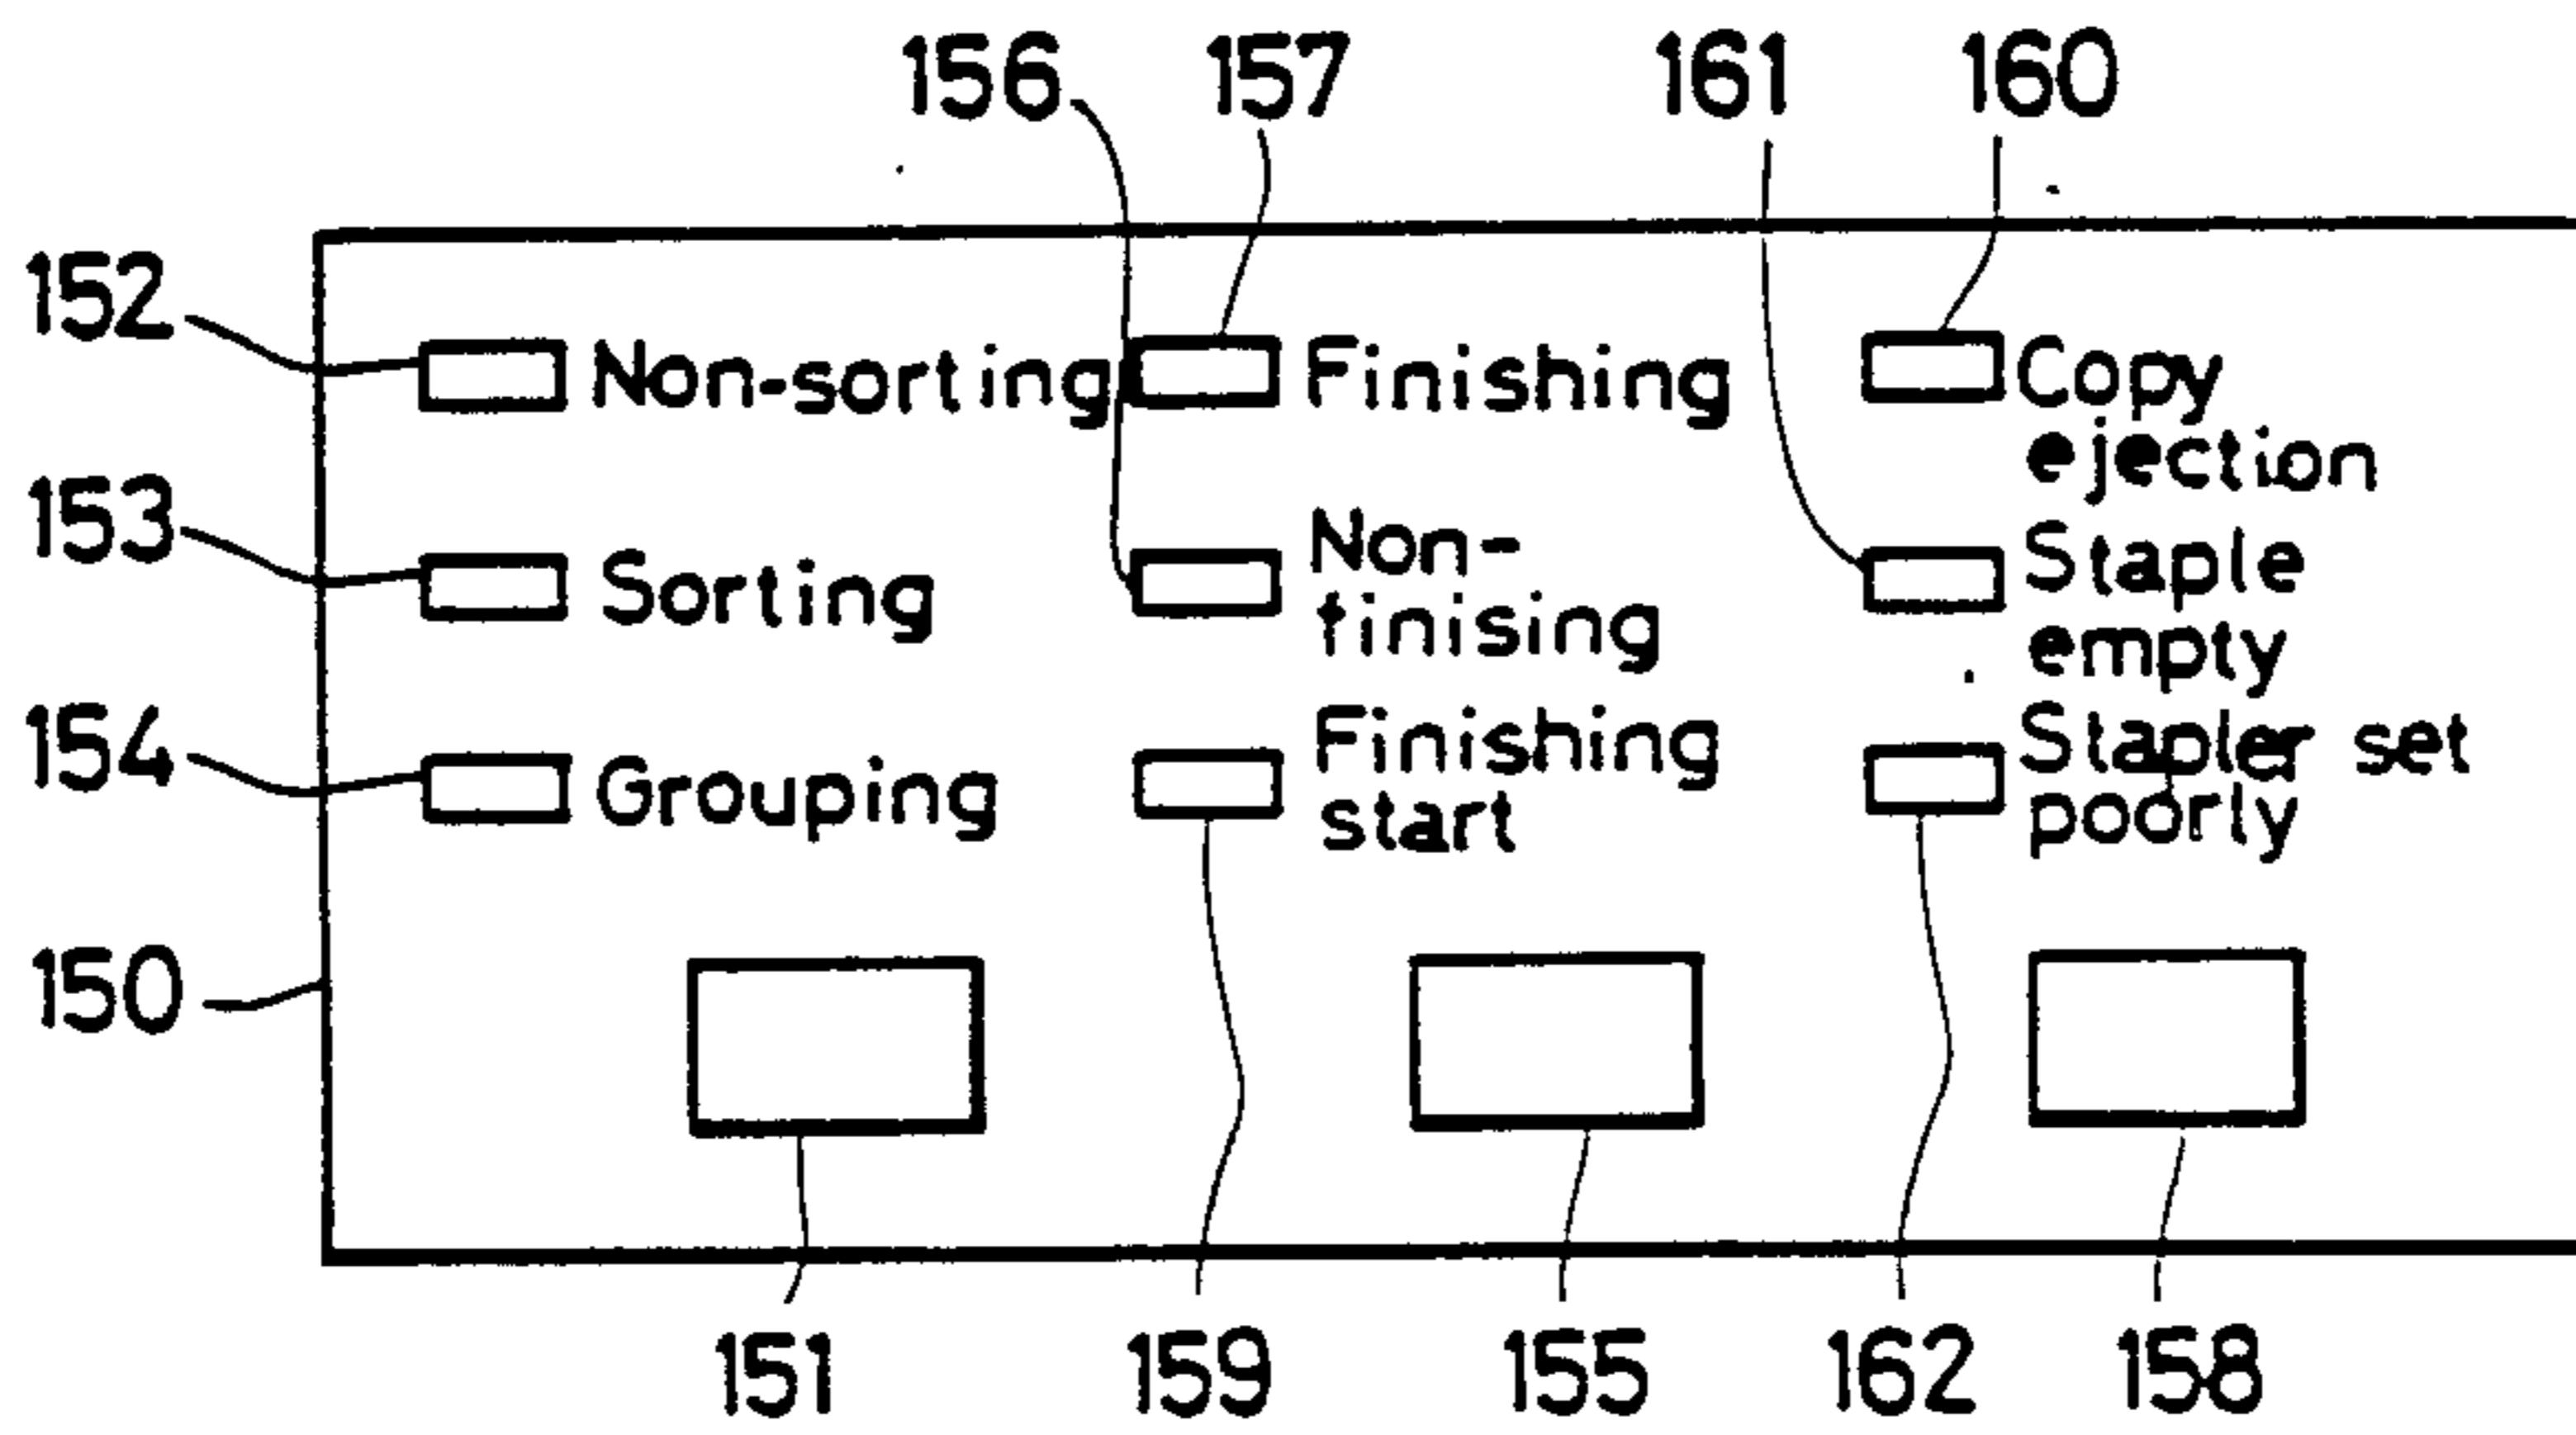 156 157 161 160
152
Non-sorting
Finishing
Copy
ejection
153
Sorting
Non-
finising
Staple
empty
154
Grouping
Finishing
start
Stapler set
poorly
150
151 159 155 162 158